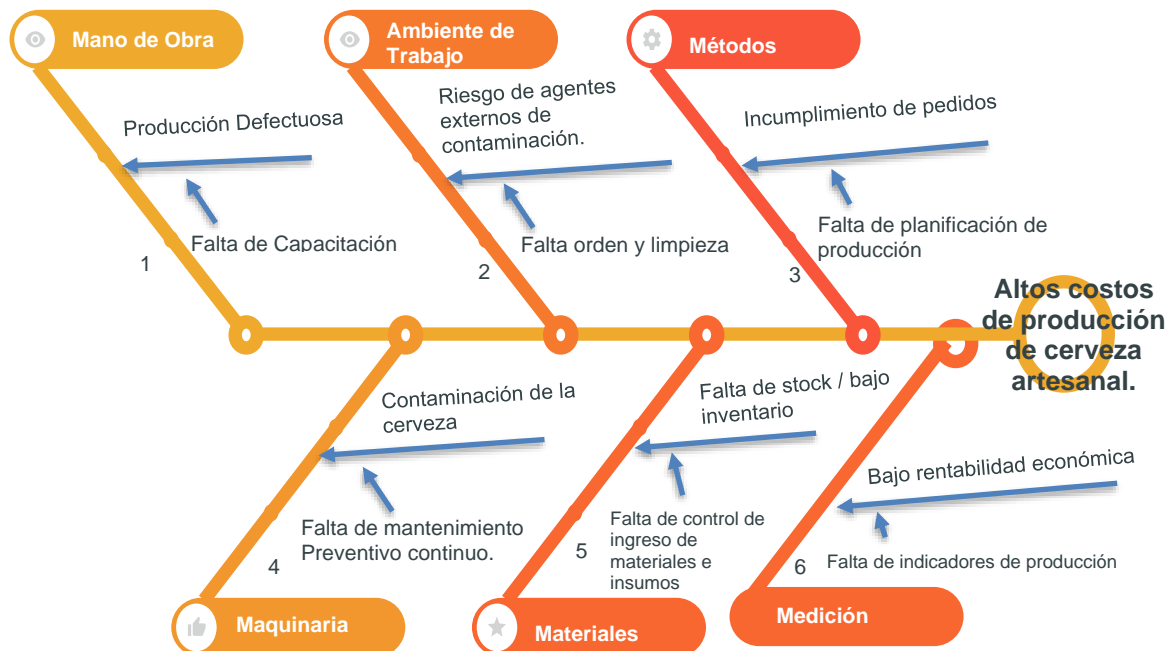 Mano de Obra
Ambiente de
Trabajo
Métodos
Producción Defectuosa
Falta de Capacitación
1
Riesgo de agentes
externos de
contaminación.
Falta orden y limpieza
2
Incumplimiento de pedidos
Falta de planificación de
producción
3
Altos costos
de producción
de cerveza
artesanal.
Contaminación de la
cerveza
Falta de mantenimiento
Preventivo continuo.
4
Falta de stock / bajo
inventario
Falta de control de
ingreso de
materiales e
insumos
5
Bajo rentabilidad económica
Falta de indicadores de producción
6
Maquinaria
Materiales
Medición